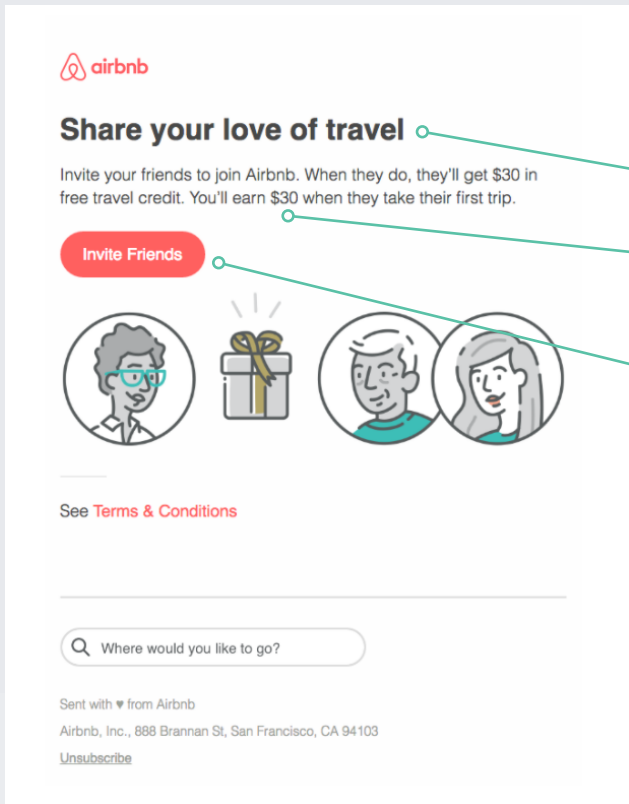 airbnb
Share your love of travel
Invite your friends to join Airbnb. When they do, they'll get $30 in
free travel credit. You'll earn $30 when they take their first trip.
Invite Friends
See Terms & Conditions
Where would you like to go?
Sent with ♥ from Airbnb
Airbnb, Inc., 888 Brannan St, San Francisco, CA 94103
Unsubscribe